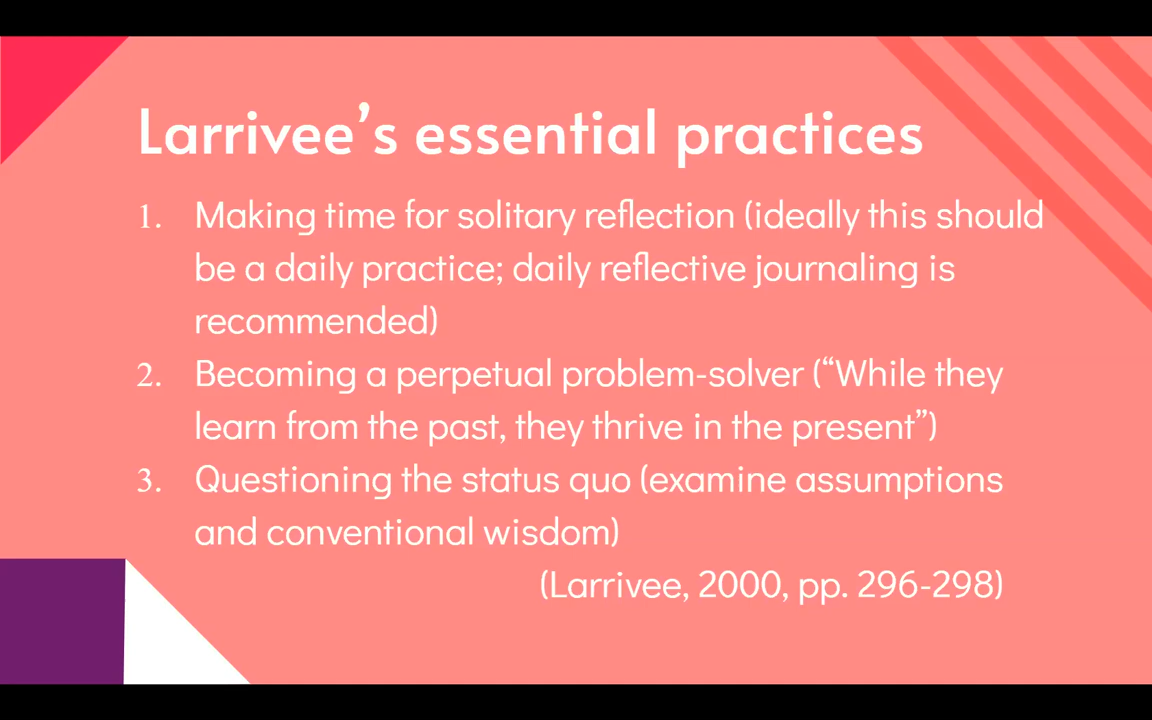 Larrivee’s essential practices
1. Making time for solitary reflection (ideally this should
be a daily practice; daily reflective journaling is
recommended)
2. Becoming a perpetual problem-solver (“While they
learn from the past, they thrive in the present”)
3. Questioning the status quo (examine assumptions
and conventional wisdom)
(Larrivee, 2000, pp. 296-298)